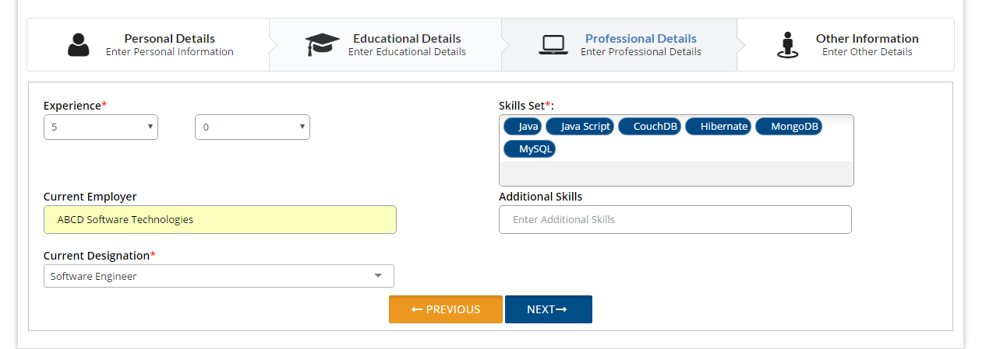 Personal Details
Enter Personal Information
Educational Details
Enter Educational Details
Professional Details
Enter Professional Details
Other Information
Enter Other Details
Experience*
5
0
Skills Set*:
Java Java Script CouchDB Hibernate MongoDB
MySQL
Current Employer
ABCD Software Technologies
Additional Skills
Enter Additional Skills
Current Designation*
Software Engineer
← PREVIOUS
NEXT→